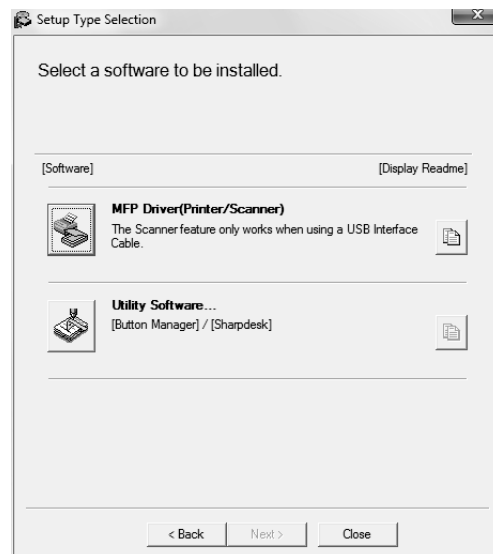 Setup Type Selection
Select a software to be installed.
[Software] [Display Readme]
MFP Driver(Printer/Scanner)
The Scanner feature only works when using a USB Interface
Cable.
Utility Software...
[Button Manager] / [Sharpdesk]
< Back Next > Close